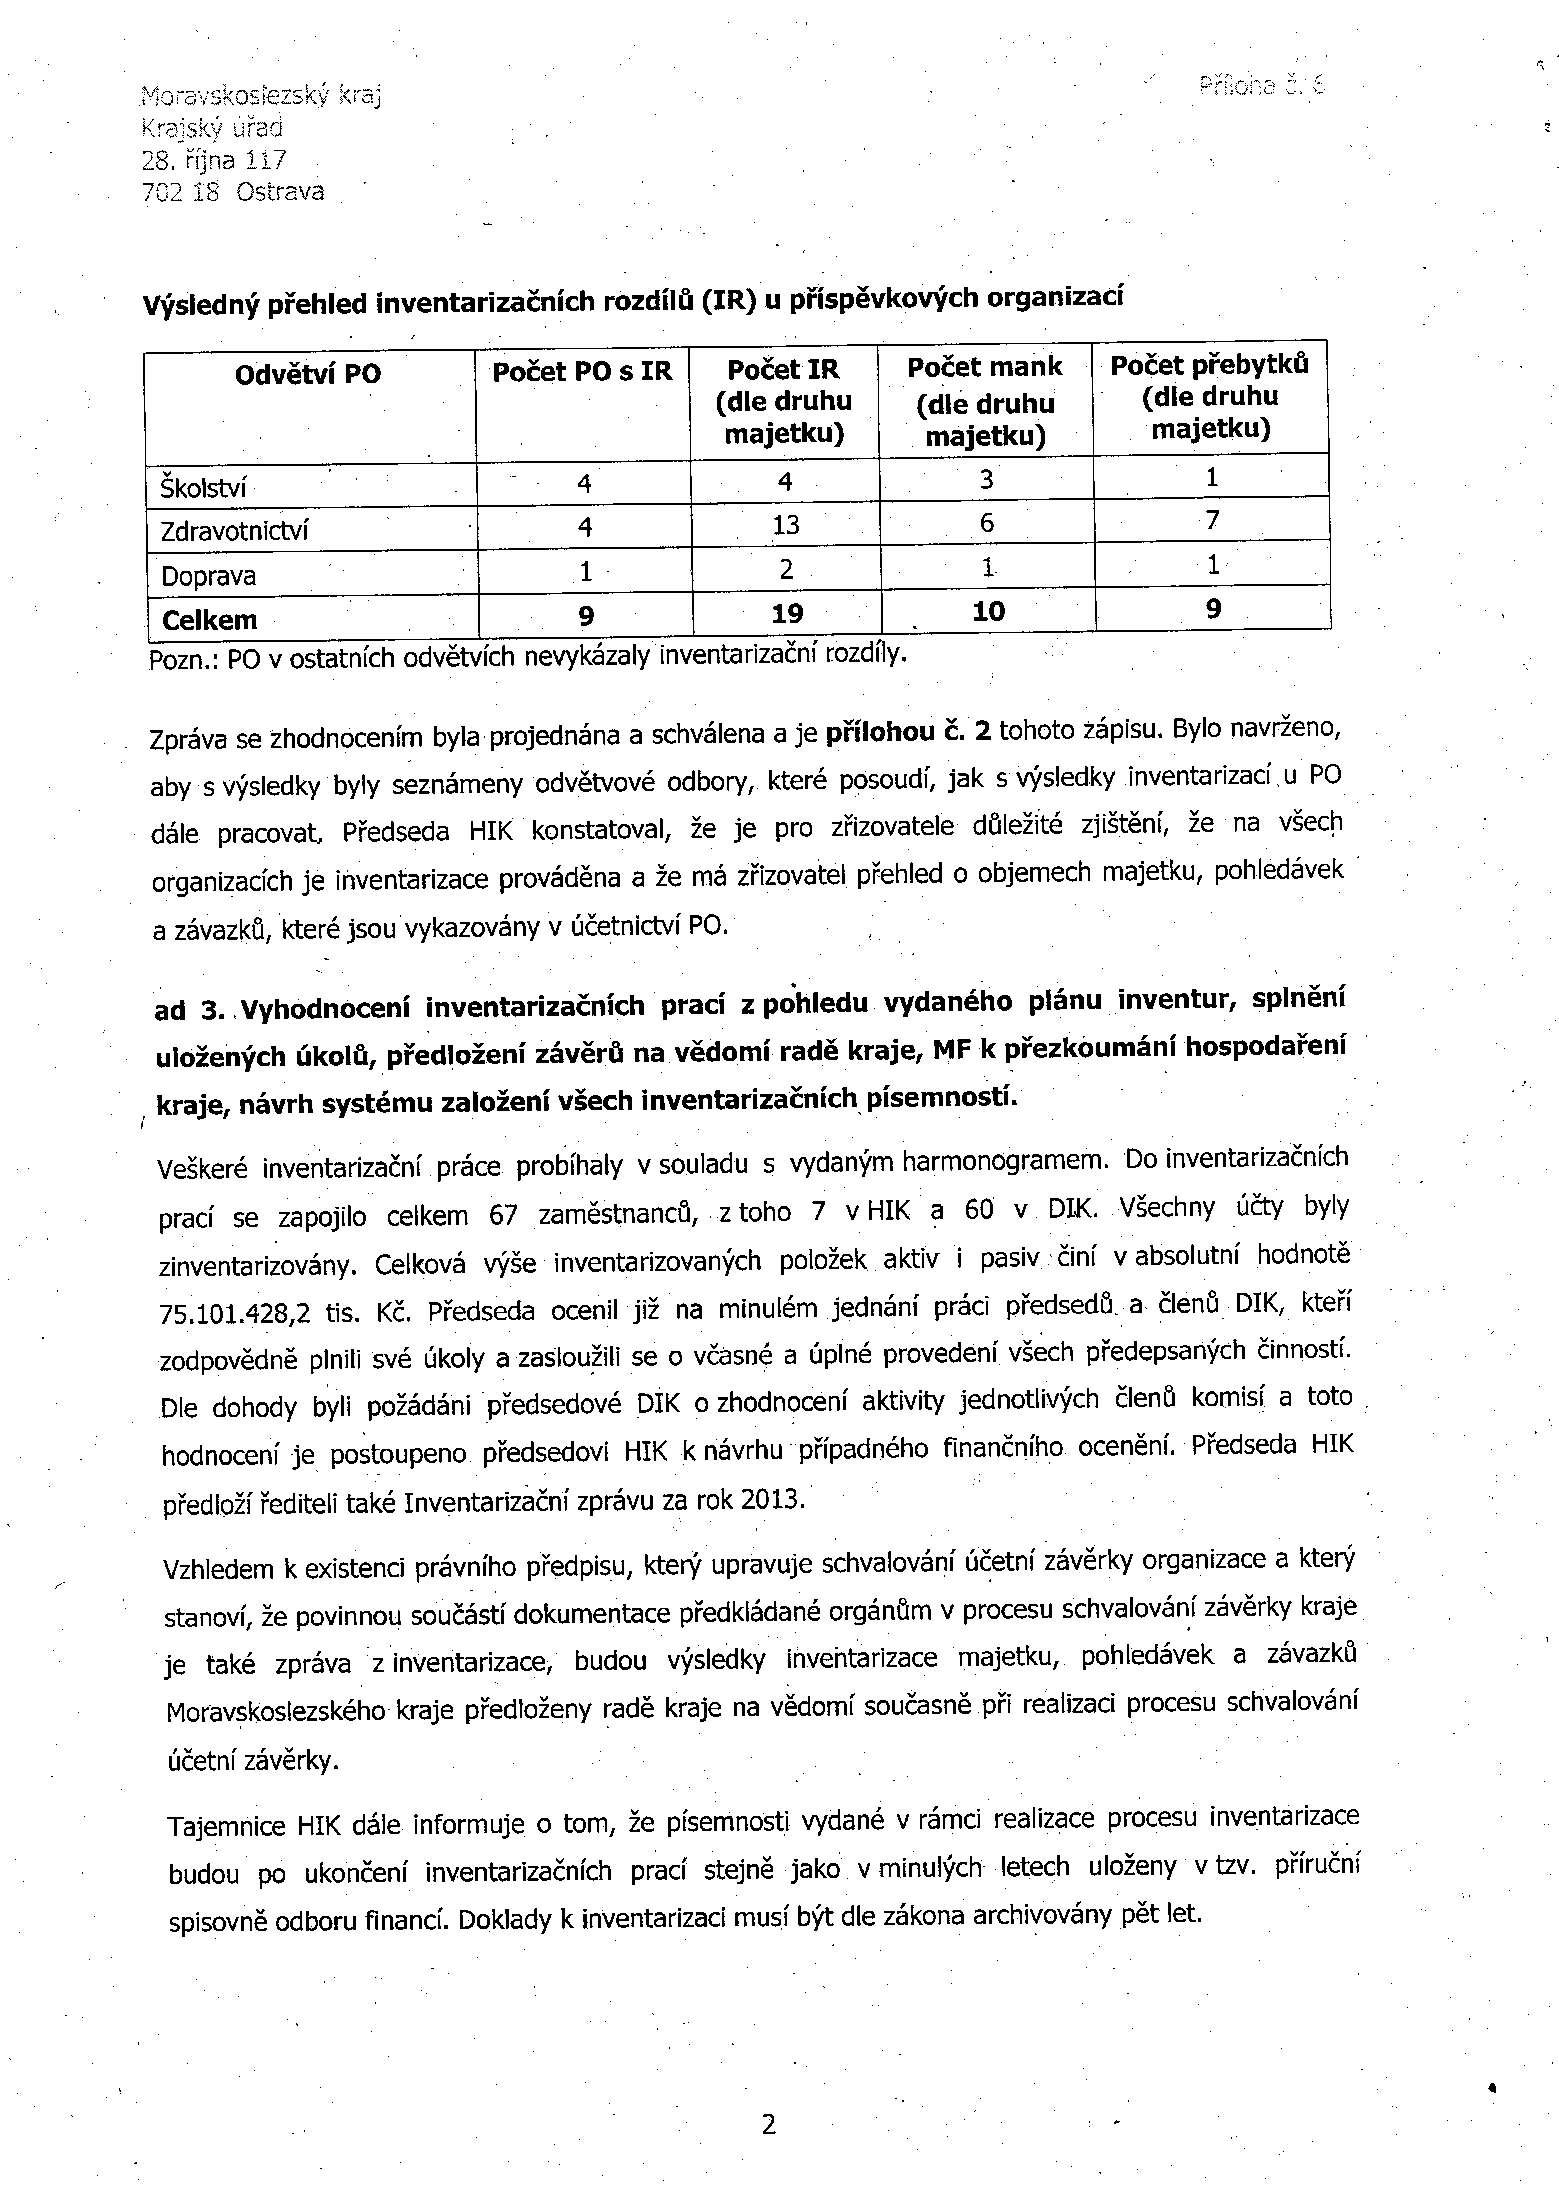 Moravskoslezský kraj
Příloha č. 6
Krajský úřad
28. října 117
702 18 Ostrava
Výsledný přehled inventarizačních rozdílů (IR) u příspěvkových organizací
Odvětví PO Počet PO s IR Počet IR (dle druhu majetku) Počet mank (dle druhu majetku) Počet přebytků (dle druhu majetku)
Školství 4 4 3 1
Zdravotnictví 4 13 6 7
Doprava 1 2 1 1
Celkem 9 19 10 9
Pozn.: PO v ostatních odvětvích nevykázaly inventarizační rozdíly.
Zpráva se zhodnocením byla projednána a schválena a je přílohou č. 2 tohoto zápisu. Bylo navrženo,
aby s výsledky byly seznámeny odvětvové odbory, které posoudí, jak s výsledky inventarizací u PO
dále pracovat. Předseda HIK konstatoval, že je pro zřizovatele důležité zjištění, že na všech
organizacích je inventarizace prováděna a že má zřizovatel přehled o objemech majetku, pohledávek
a závazků, které jsou vykazovány v účetnictví PO.
ad 3. Vyhodnocení inventarizačních prací z pohledu vydaného plánu inventur, splnění
uložených úkolů, předložení závěrů na vědomí radě kraje, MF k přezkoumání hospodaření
kraje, návrh systému založení všech inventarizačních písemností.
Veškeré inventarizační práce probíhaly v souladu s vydaným harmonogramem. Do inventarizačních
prací se zapojilo celkem 67 zaměstnanců, z toho 7 v HIK a 60 v DIK. Všechny účty byly
zinventarizovány. Celková výše inventarizovaných položek aktiv i pasiv činí v absolutní hodnotě
75.101.428,2 tis. Kč. Předseda ocenil již na minulém jednání práci předsedů a členů DIK, kteří
zodpovědně plnili své úkoly a zasloužili se o včasné a úplné provedení všech předepsaných činností.
Dle dohody byli požádáni předsedové DIK o zhodnocení aktivity jednotlivých členů komisí a toto
hodnocení je postoupeno předsedovi HIK k návrhu případného finančního ocenění. Předseda HIK
předloží řediteli také Inventarizační zprávu za rok 2013.
Vzhledem k existenci právního předpisu, který upravuje schvalování účetní závěrky organizace a který
stanoví, že povinnou součástí dokumentace předkládané orgánům v procesu schvalování závěrky kraje
je také zpráva z inventarizace, budou výsledky inventarizace majetku, pohledávek a závazků
Moravskoslezského kraje předloženy radě kraje na vědomí současně při realizaci procesu schvalování
účetní závěrky.
Tajemnice HIK dále informuje o tom, že písemnosti vydané v rámci realizace procesu inventarizace
budou po ukončení inventarizačních prací stejně jako v minulých letech uloženy v tzv. příruční
spisovně odboru financí. Doklady k inventarizaci musí být dle zákona archivovány pět let.
2